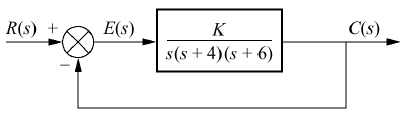 R(s) + E(s) K C(s)
s(s + 4)(s + 6)
−